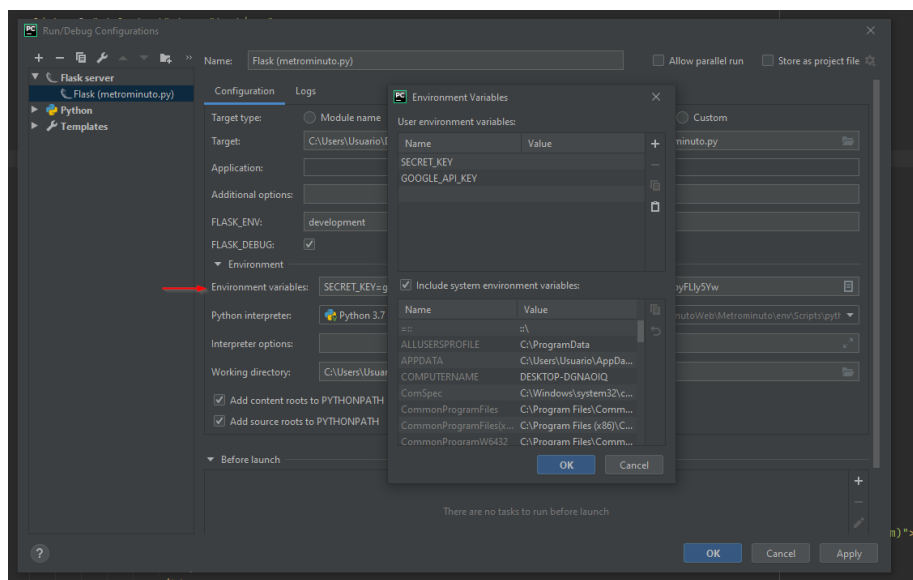 Run/Debug Configurations
Name: Flask (metrominuto.py) Allow parallel run Store as project file
Flask server
Flask (metrominuto.py)
Python
Templates
Configuration Logs
Target type: Module name Custom
Target: C:\Users\Usuario\ minuto.py
Application:
Additional options:
FLASK_ENV: development
FLASK_DEBUG:
Environment
Environment variables: SECRET_KEY=g yFLly5Yw
Python interpreter: Python 3.7 nutoWeb\Metrominuto\env\Scripts\pyth
Interpreter options:
Working directory: C:\Users\Usuar
Add content roots to PYTHONPATH
Add source roots to PYTHONPATH
Before launch
There are no tasks to run before launch
OK Cancel Apply
Environment Variables
User environment variables:
Name Value
SECRET_KEY
GOOGLE_API_KEY
Include system environment variables:
Name Value
=:: ::\
ALLUSERSPROFILE C:\ProgramData
APPDATA C:\Users\Usuario\AppDa...
COMPUTERNAME DESKTOP-DGNAOIQ
ComSpec C:\Windows\system32\c...
CommonProgramFiles C:\Program Files\Comm...
CommonProgramFiles(x... C:\Program Files (x86)\C...
CommonProgramW6432 C:\Program Files\Comm...
OK Cancel